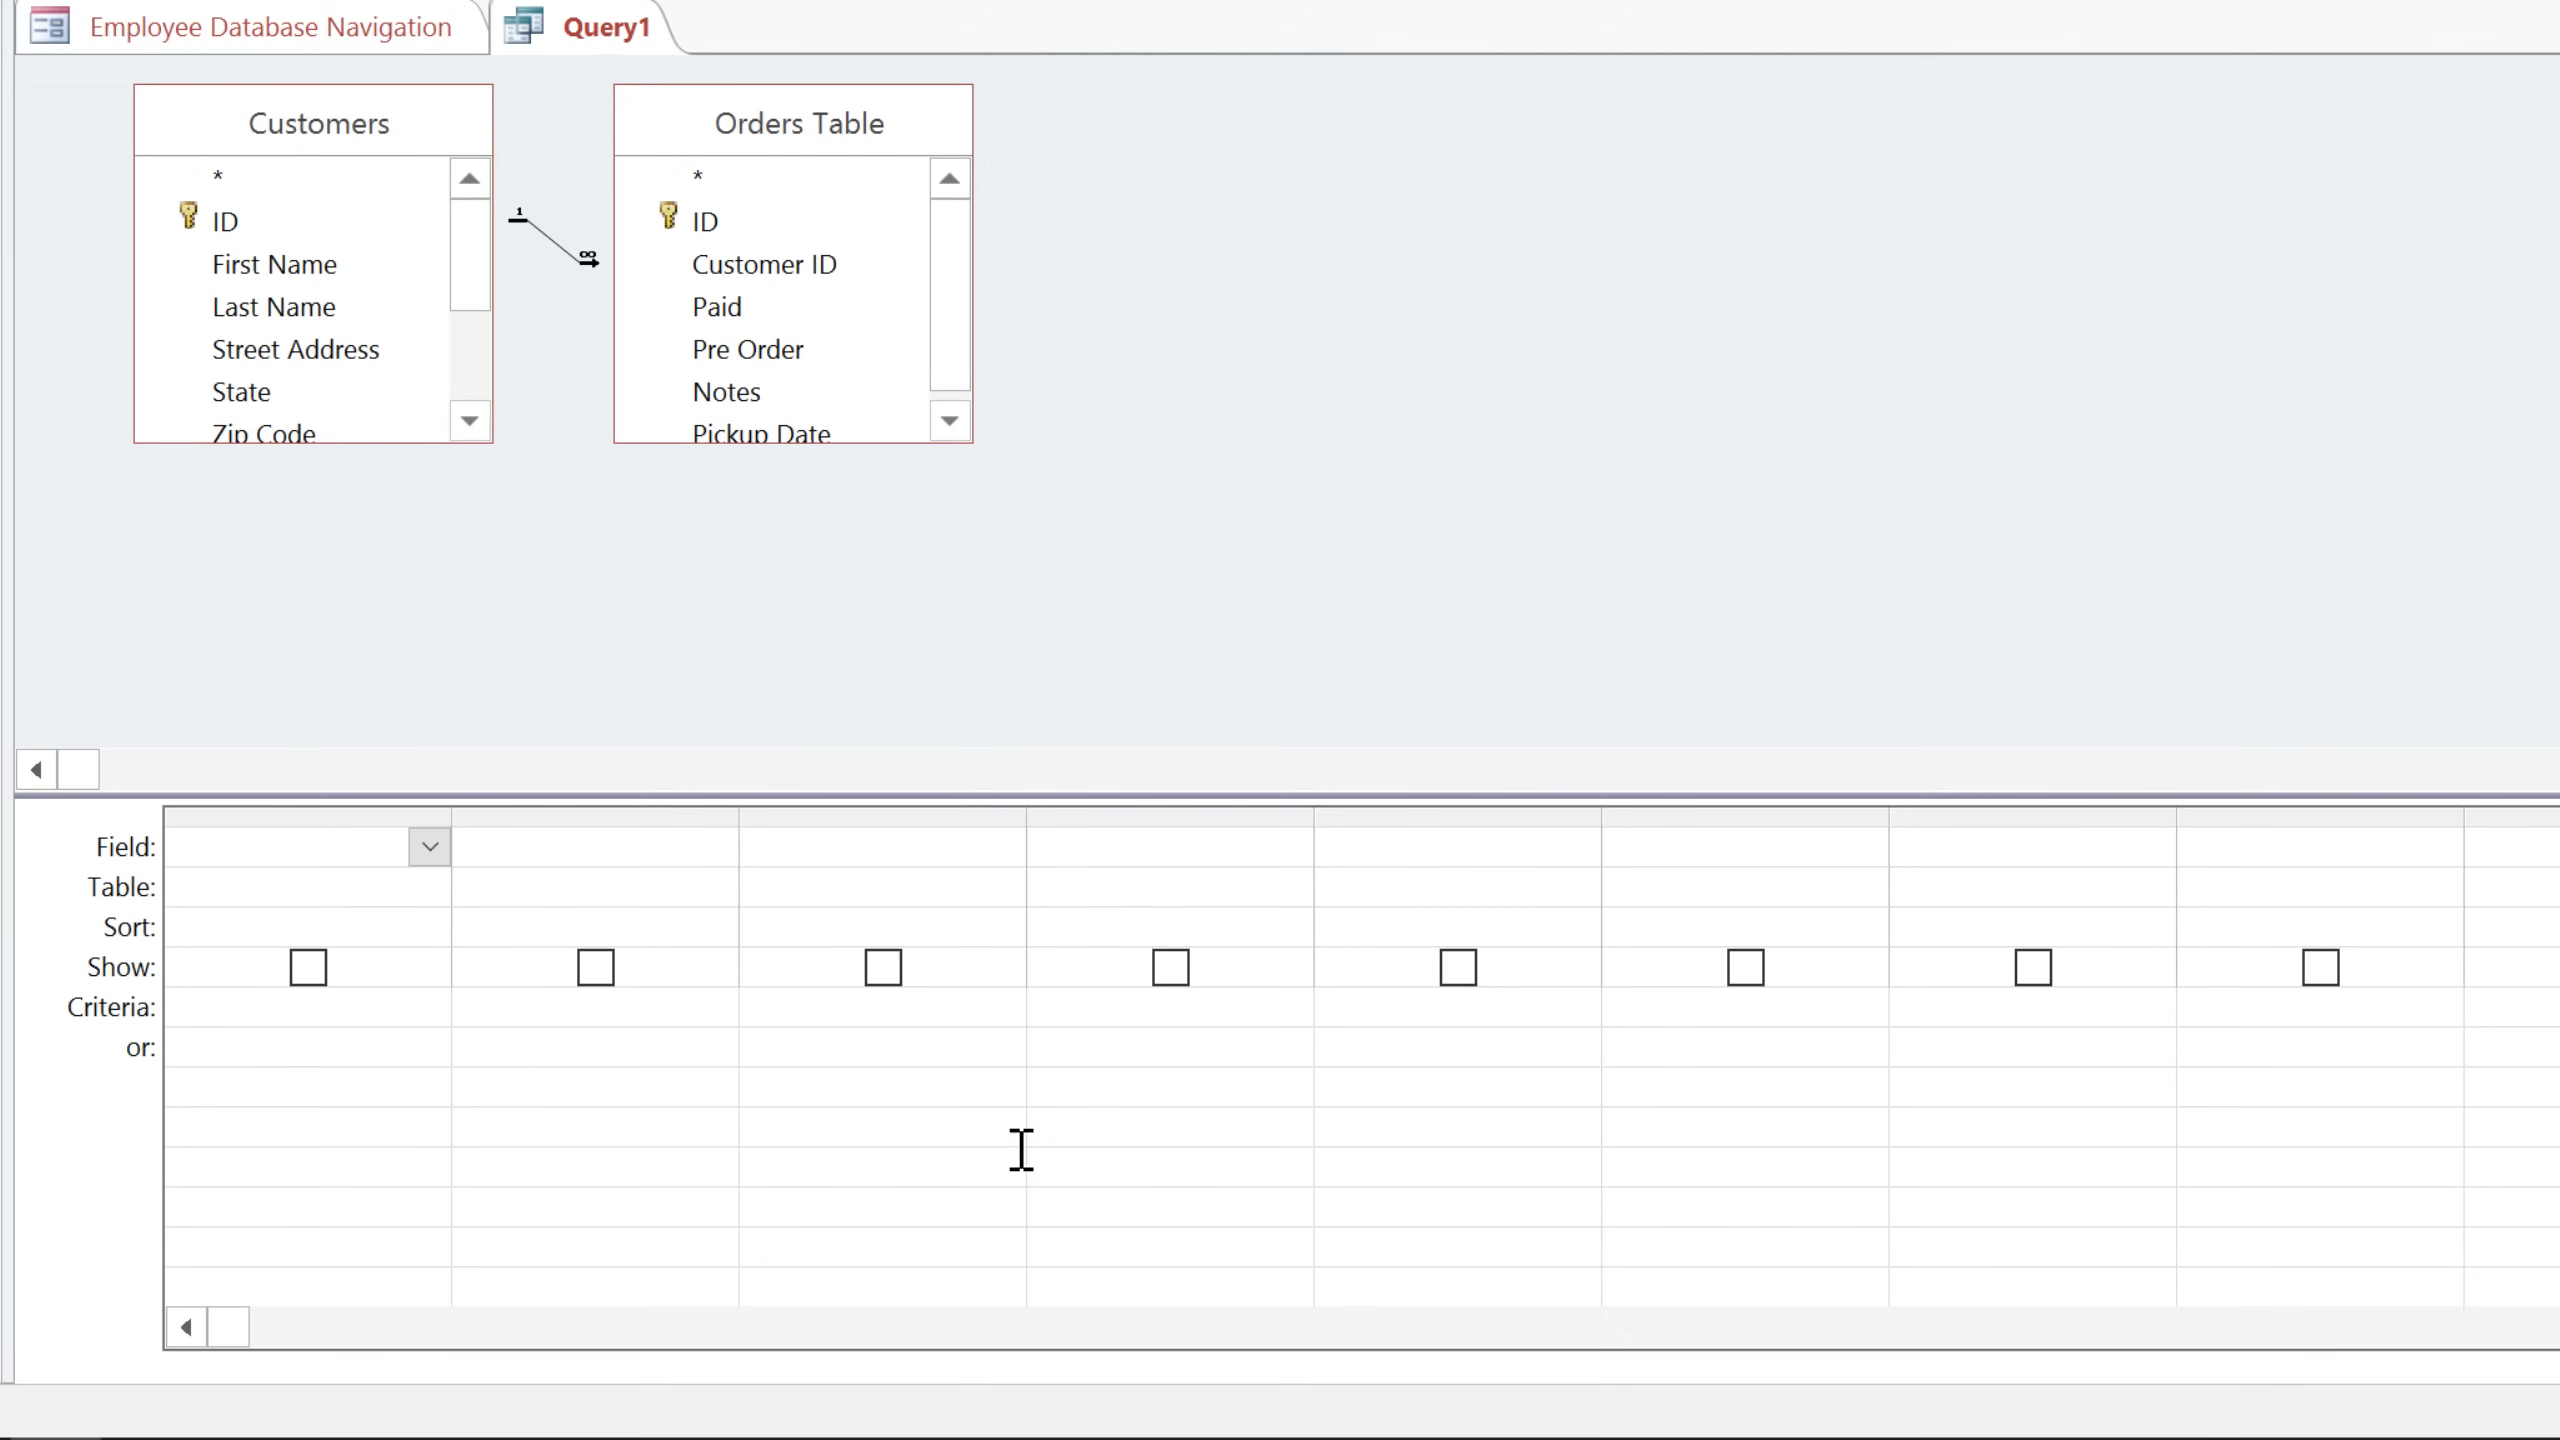 Employee Database Navigation
Query1
Customers
*
ID
First Name
Last Name
Street Address
State
Zip Code
1
∞
Orders Table
*
ID
Customer ID
Paid
Pre Order
Notes
Pickup Date
Field:
Table:
Sort:
Show:
Criteria:
or: